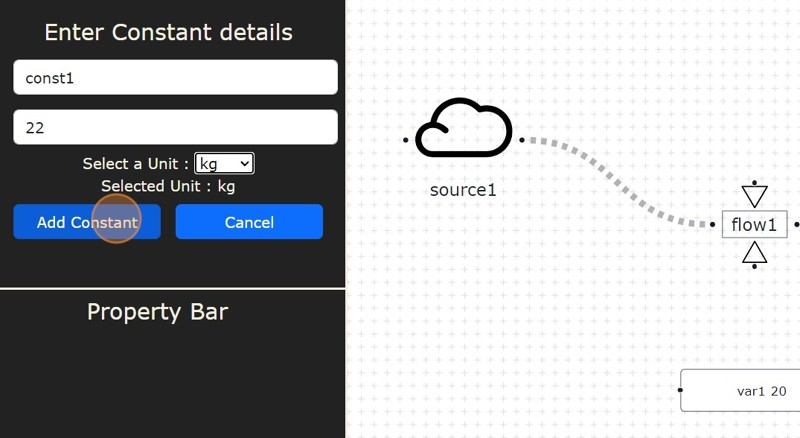 Enter Constant details
const1
22
Select a Unit : kg
Selected Unit : kg
Add Constant
Cancel
Property Bar
source1
flow1
var1 20